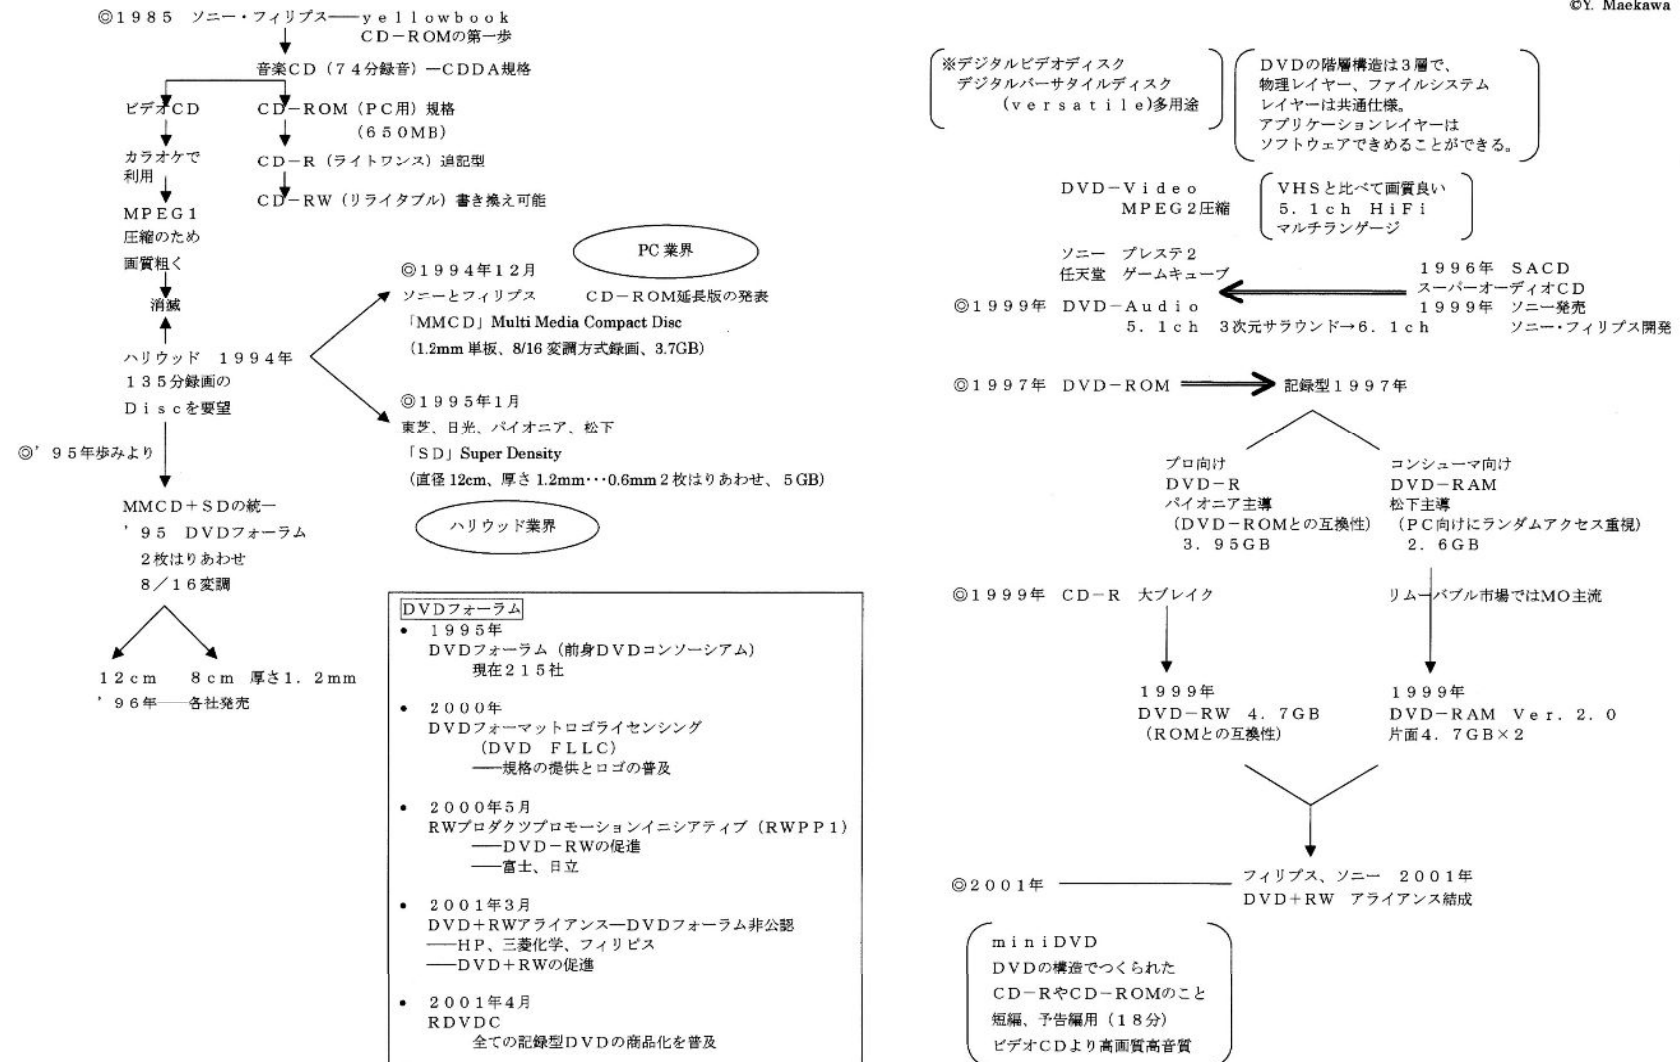 ©Y. Maekawa
◎1985 ソニー・フィリプス──yellowbook
CD-ROMの第一歩
音楽CD(74分録音)―CDDA規格
ビデオCD
CD-ROM(PC用)規格
(650MB)
カラオケで
利用
CD-R(ライトワンス)追記型
CD-RW(リライタブル)書き換え可能
MPEG1
圧縮のため
画質粗く
消滅
ハリウッド 1994年
135分録画の
Discを要望
PC業界
◎1994年12月
ソニーとフィリプス CD-ROM延長版の発表
「MMCD」Multi Media Compact Disc
(1.2mm 単板、8/16 変調方式録画、3.7GB)
◎1995年1月
東芝、日光、パイオニア、松下
「SD」Super Density
(直径 12cm、厚さ 1.2mm・・・0.6mm 2 枚はりあわせ、5GB)
ハリウッド業界
◎'95年歩みより
MMCD+SDの統一
'95 DVDフォーラム
2枚はりあわせ
8/16変調
12cm 8cm 厚さ1.2mm
'96年──各社発売
DVDフォーラム
• 1995年
DVDフォーラム(前身DVDコンソーシアム)
現在215社
• 2000年
DVDフォーマットロゴライセンシング
(DVD FLLC)
──規格の提供とロゴの普及
• 2000年5月
RWプロダクツプロモーションイニシアティブ(RWPP1)
──DVD-RWの促進
──富士、日立
• 2001年3月
DVD+RWアライアンス―DVDフォーラム非公認
──HP、三菱化学、フィリピス
──DVD+RWの促進
• 2001年4月
RDVDC
全ての記録型DVDの商品化を普及
※デジタルビデオディスク
デジタルバーサタイルディスク
(versatile)多用途
DVDの階層構造は3層で、
物理レイヤー、ファイルシステム
レイヤーは共通仕様。
アプリケーションレイヤーは
ソフトウェアできめることができる。
DVD-Video
MPEG2圧縮
VHSと比べて画質良い
5.1ch HiFi
マルチランゲージ
ソニー プレステ2
任天堂 ゲームキューブ
◎1999年 DVD-Audio
5.1ch 3次元サラウンド→6.1ch
1996年 SACD
スーパーオーディオCD
1999年 ソニー発売
ソニー・フィリプス開発
◎1997年 DVD-ROM
記録型1997年
プロ向け
DVD-R
パイオニア主導
(DVD-ROMとの互換性)
3.95GB
コンシューマ向け
DVD-RAM
松下主導
(PC向けにランダムアクセス重視)
2.6GB
◎1999年 CD-R 大ブレイク
リムーバブル市場ではMO主流
1999年
DVD-RW 4.7GB
(ROMとの互換性)
1999年
DVD-RAM Ver.2.0
片面4.7GB×2
◎2001年
フィリプス、ソニー 2001年
DVD+RW アライアンス結成
miniDVD
DVDの構造でつくられた
CD-RやCD-ROMのこと
短編、予告編用(18分)
ビデオCDより高画質高音質